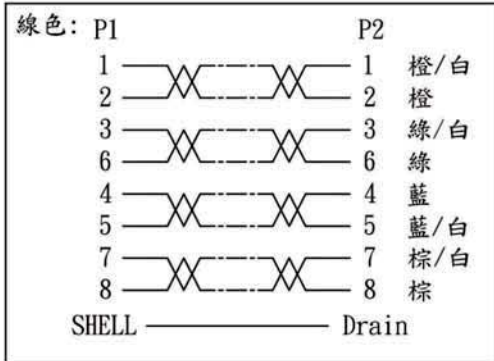 線色: P1 P2
1 1 橙/白
2 2 橙
3 3 綠/白
6 6 綠
4 4 藍
5 5 藍/白
7 7 棕/白
8 8 棕
SHELL Drain